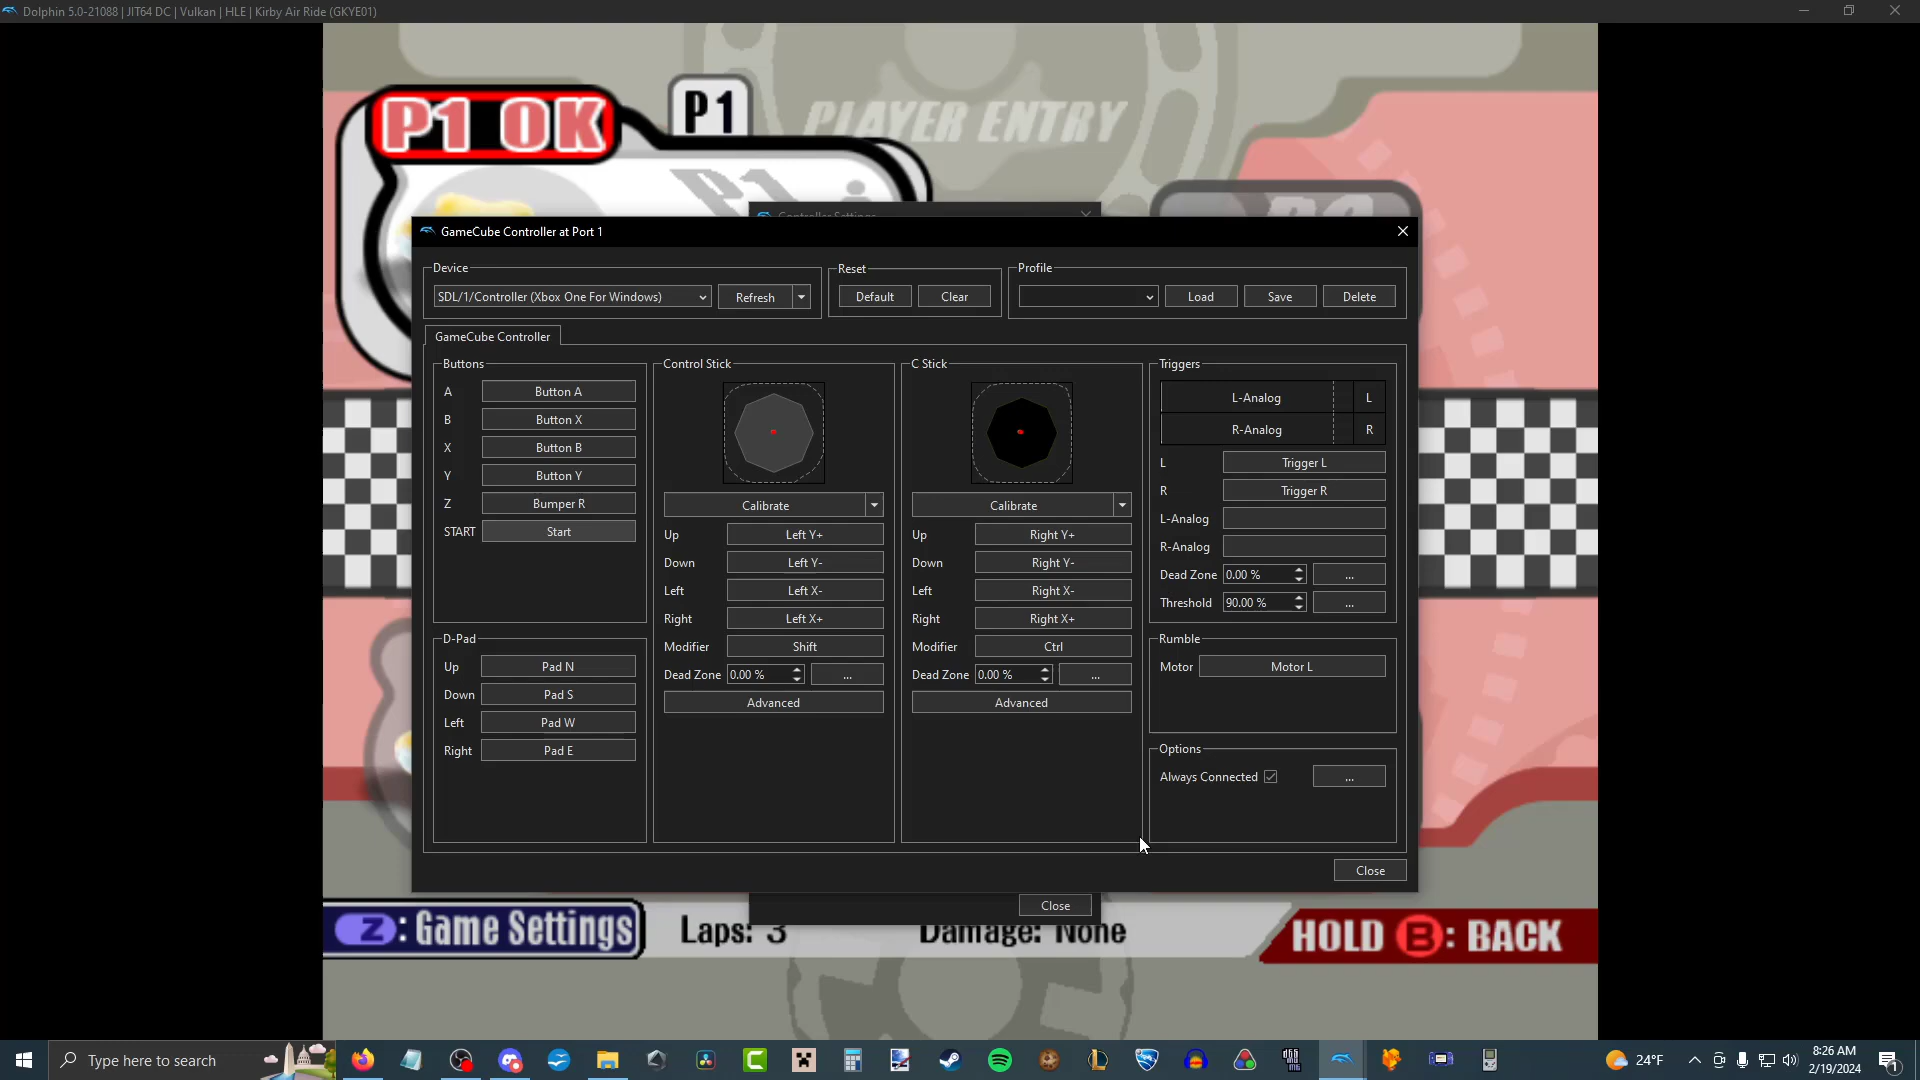 Dolphin 5.0-21088 | JIT64 DC | Vulkan | HLE | Kirby Air Ride (GKYE01)
P1 OK
P1
PLAYER ENTRY
P1
Controller Settings
GameCube Controller at Port 1
Device
SDL/1/Controller (Xbox One For Windows)
Refresh
Reset
Default
Clear
Profile
Load
Save
Delete
GameCube Controller
Buttons
A Button A
B Button X
X Button B
Y Button Y
Z Bumper R
START Start
D-Pad
Up Pad N
Down Pad S
Left Pad W
Right Pad E
Control Stick
Calibrate
Up Left Y+
Down Left Y-
Left Left X-
Right Left X+
Modifier Shift
Dead Zone 0.00 % ...
Advanced
C Stick
Calibrate
Up Right Y+
Down Right Y-
Left Right X-
Right Right X+
Modifier Ctrl
Dead Zone 0.00 % ...
Advanced
Triggers
L-Analog L
R-Analog R
L Trigger L
R Trigger R
L-Analog
R-Analog
Dead Zone 0.00 % ...
Threshold 90.00 % ...
Rumble
Motor Motor L
Options
Always Connected ...
Close
Close
Z: Game Settings
Laps: 3
Damage: None
HOLD B: BACK
Type here to search
24°F
8:26 AM
2/19/2024
1